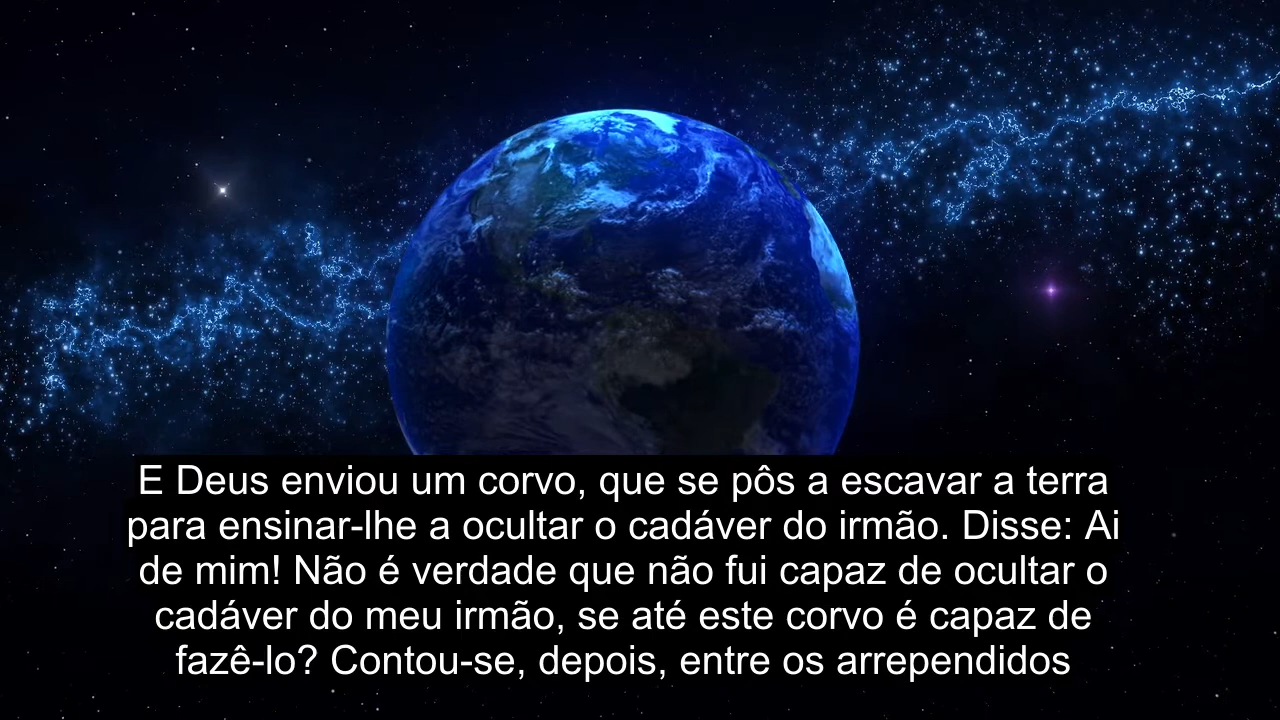 E Deus enviou um corvo, que se pôs a escavar a terra
para ensinar-lhe a ocultar o cadáver do irmão. Disse: Ai
de mim! Não é verdade que não fui capaz de ocultar o
cadáver do meu irmão, se até este corvo é capaz de
fazê-lo? Contou-se, depois, entre os arrependidos